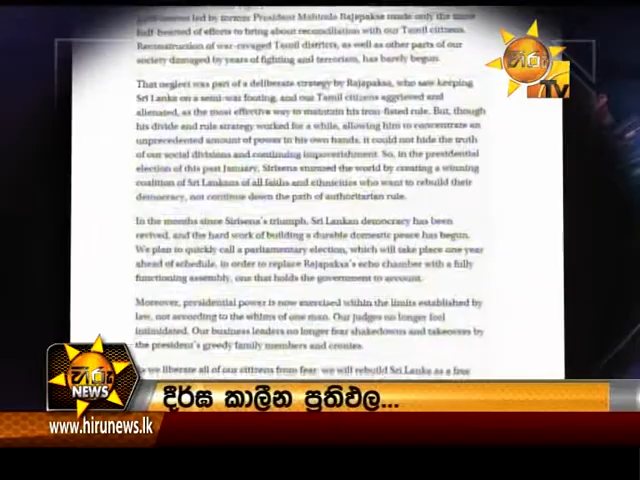 government led by former President Mahinda Rajapaksa made only the most
half-hearted of efforts to bring about reconciliation with our Tamil citizens.
Reconstruction of war-ravaged Tamil districts, as well as other parts of our
society damaged by years of fighting and terrorism, has barely begun.
That neglect was part of a deliberate strategy by Rajapaksa, who saw keeping
Sri Lanka on a semi-war footing, and our Tamil citizens aggrieved and
alienated, as the most effective way to maintain his iron-fisted rule. But, though
his divide and rule strategy worked for a while, allowing him to concentrate an
unprecedented amount of power in his own hands, it could not hide the truth
of our social divisions and continuing impoverishment. So, in the presidential
election of this past January, Sirisena stunned the world by creating a winning
coalition of Sri Lankans of all faiths and ethnicities who want to rebuild their
democracy, not continue down the path of authoritarian rule.
In the months since Sirisena's triumph, Sri Lankan democracy has been
revived, and the hard work of building a durable domestic peace has begun.
We plan to quickly call a parliamentary election, which will take place one year
ahead of schedule, in order to replace Rajapaksa's echo chamber with a fully
functioning assembly, one that holds the government to account.
Moreover, presidential power is now exercised within the limits established by
law, not according to the whims of one man. Our judges no longer feel
intimidated. Our business leaders no longer fear shakedowns and takeovers by
the president's greedy family members and cronies.
As we liberate all of our citizens from fear, we will rebuild Sri Lanka as a free
හිරු
TV
හිරු
NEWS
දීර්ඝ කාලීන ප්‍රතිඵල...
www.hirunews.lk